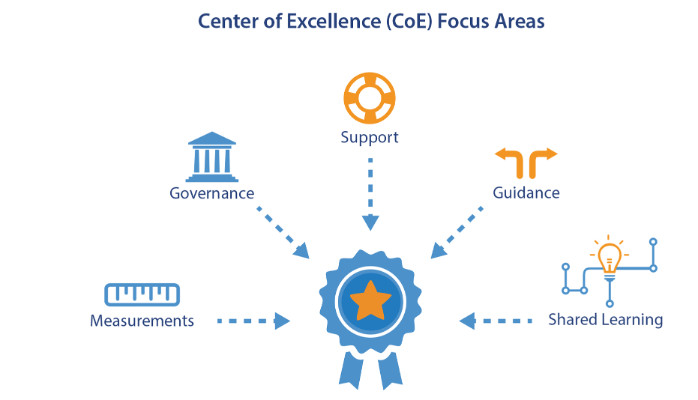 Center of Excellence (CoE) Focus Areas
Support
Governance
Guidance
Measurements
Shared Learning